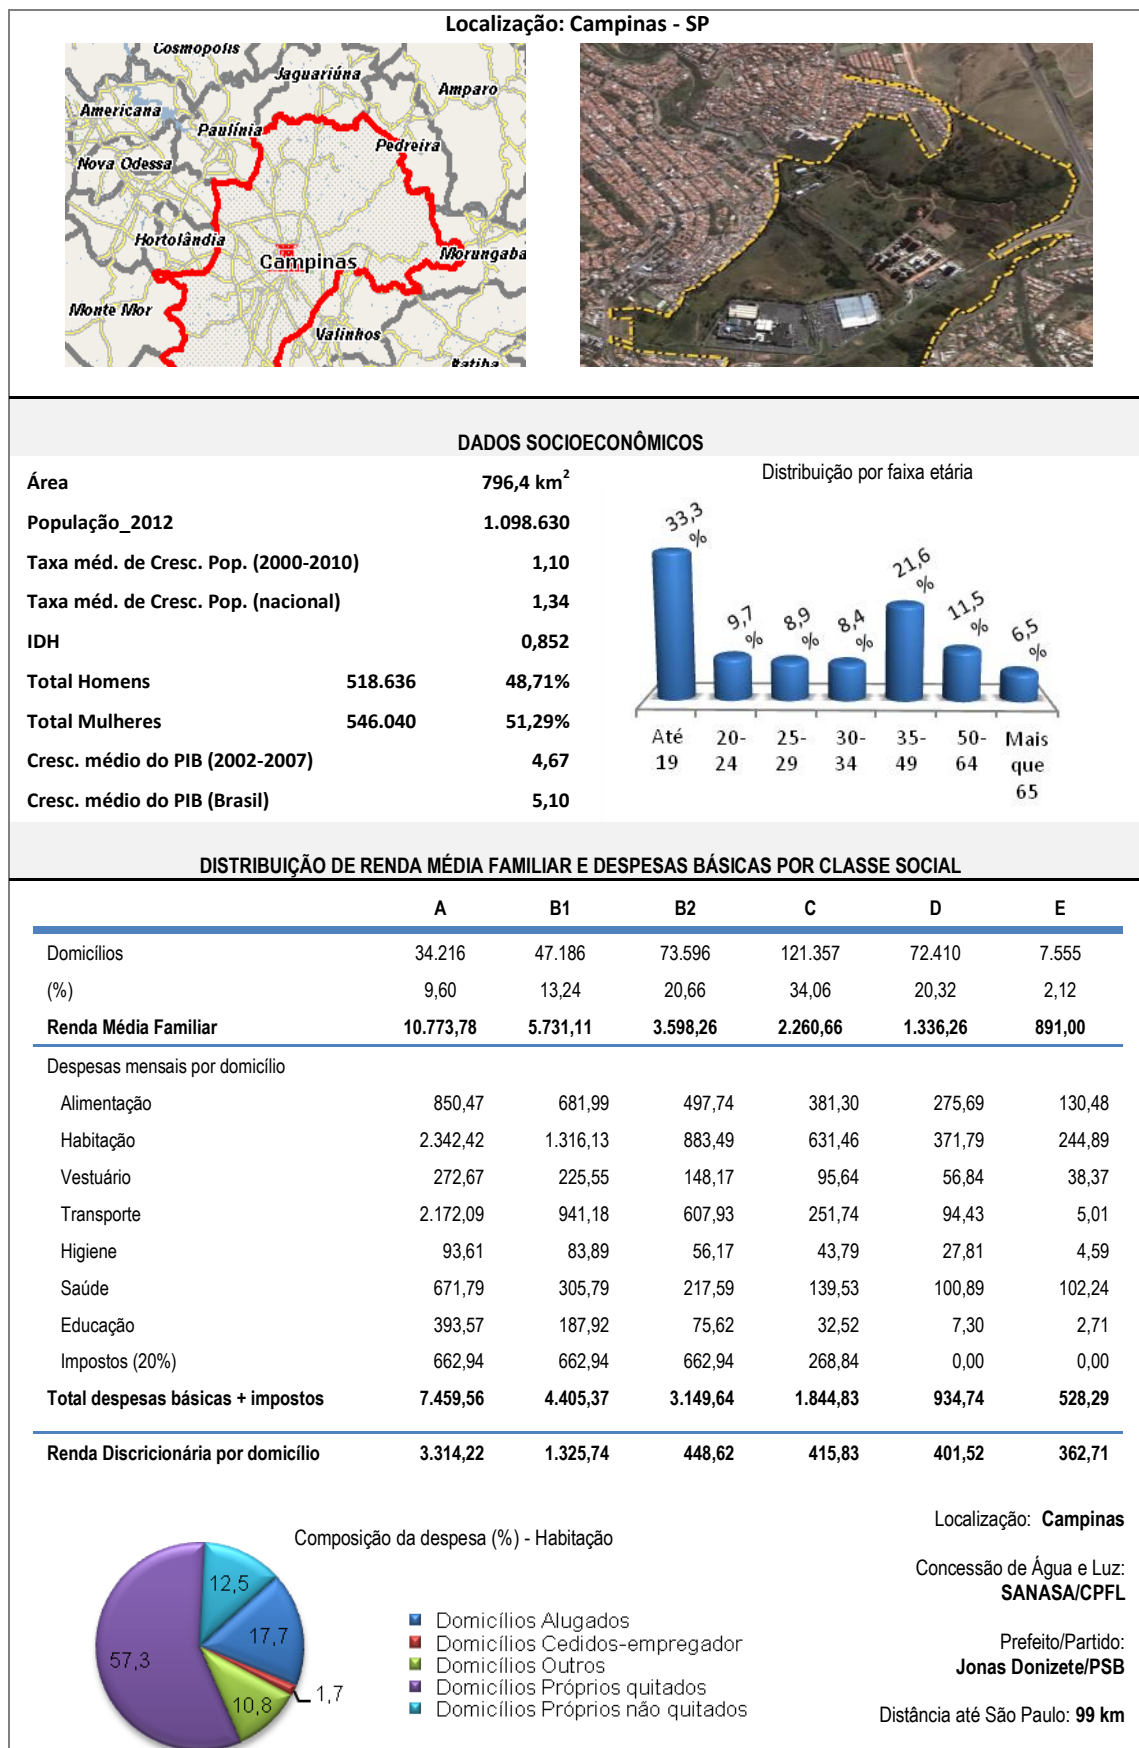 Localização: Campinas - SP
Cosmopolis
Jaguariúna
Amparo
Americana
Paulínia
Pedreira
Nova Odessa
Hortolândia
Campinas
Morungaba
Monte Mor
Valinhos
Itatiba
DADOS SOCIOECONÔMICOS
Área 796,4 km²
População_2012 1.098.630
Taxa méd. de Cresc. Pop. (2000-2010) 1,10
Taxa méd. de Cresc. Pop. (nacional) 1,34
IDH 0,852
Total Homens 518.636 48,71%
Total Mulheres 546.040 51,29%
Cresc. médio do PIB (2002-2007) 4,67
Cresc. médio do PIB (Brasil) 5,10
Distribuição por faixa etária
33,3 %
9,7 %
8,9 %
8,4 %
21,6 %
11,5 %
6,5 %
Até 19
20-24
25-29
30-34
35-49
50-64
Mais que 65
DISTRIBUIÇÃO DE RENDA MÉDIA FAMILIAR E DESPESAS BÁSICAS POR CLASSE SOCIAL
A B1 B2 C D E
Domicílios 34.216 47.186 73.596 121.357 72.410 7.555
(%) 9,60 13,24 20,66 34,06 20,32 2,12
Renda Média Familiar 10.773,78 5.731,11 3.598,26 2.260,66 1.336,26 891,00
Despesas mensais por domicílio
Alimentação 850,47 681,99 497,74 381,30 275,69 130,48
Habitação 2.342,42 1.316,13 883,49 631,46 371,79 244,89
Vestuário 272,67 225,55 148,17 95,64 56,84 38,37
Transporte 2.172,09 941,18 607,93 251,74 94,43 5,01
Higiene 93,61 83,89 56,17 43,79 27,81 4,59
Saúde 671,79 305,79 217,59 139,53 100,89 102,24
Educação 393,57 187,92 75,62 32,52 7,30 2,71
Impostos (20%) 662,94 662,94 662,94 268,84 0,00 0,00
Total despesas básicas + impostos 7.459,56 4.405,37 3.149,64 1.844,83 934,74 528,29
Renda Discricionária por domicílio 3.314,22 1.325,74 448,62 415,83 401,52 362,71
Composição da despesa (%) - Habitação
12,5
17,7
57,3
10,8
1,7
Domicílios Alugados
Domicílios Cedidos-empregador
Domicílios Outros
Domicílios Próprios quitados
Domicílios Próprios não quitados
Localização: Campinas
Concessão de Água e Luz:
SANASA/CPFL
Prefeito/Partido:
Jonas Donizete/PSB
Distância até São Paulo: 99 km